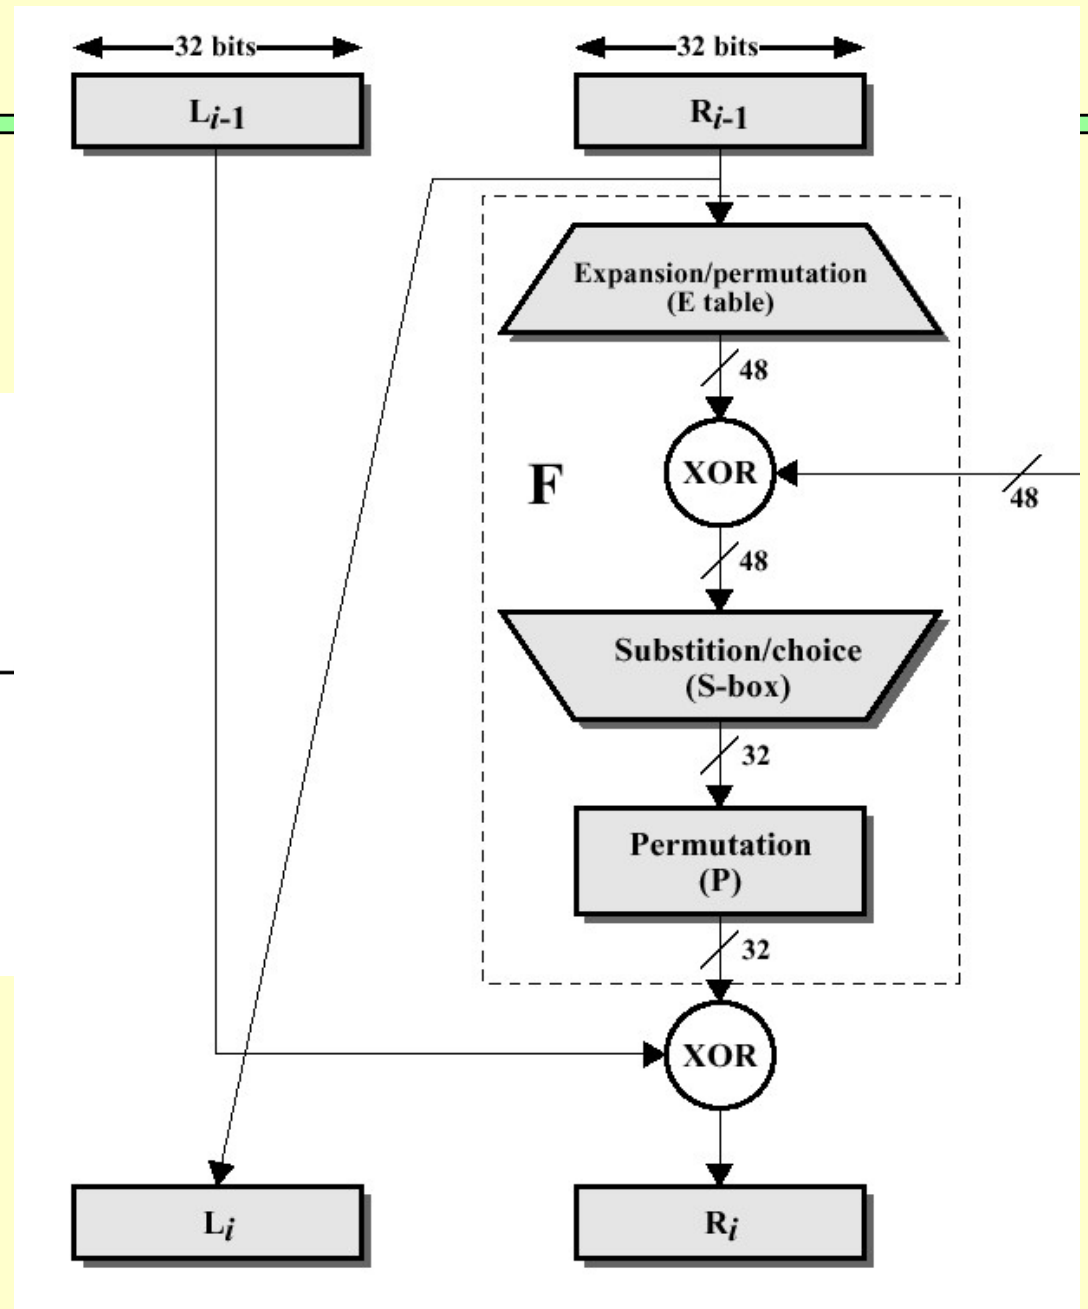 32 bits
32 bits
Li-1
Ri-1
Expansion/permutation
(E table)
48
XOR
F
48
48
Substition/choice
(S-box)
32
Permutation
(P)
32
XOR
Li
Ri